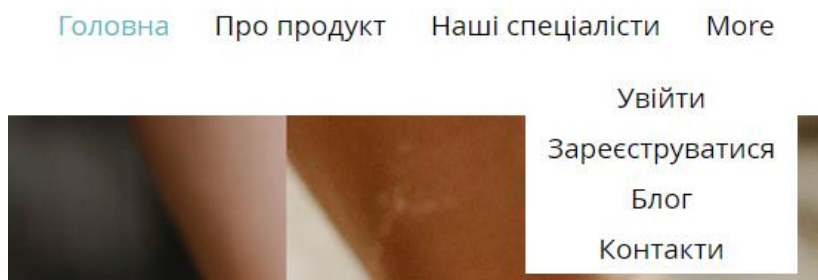 Головна Про продукт Наші спеціалісти More
Увійти
Зареєструватися
Блог
Контакти